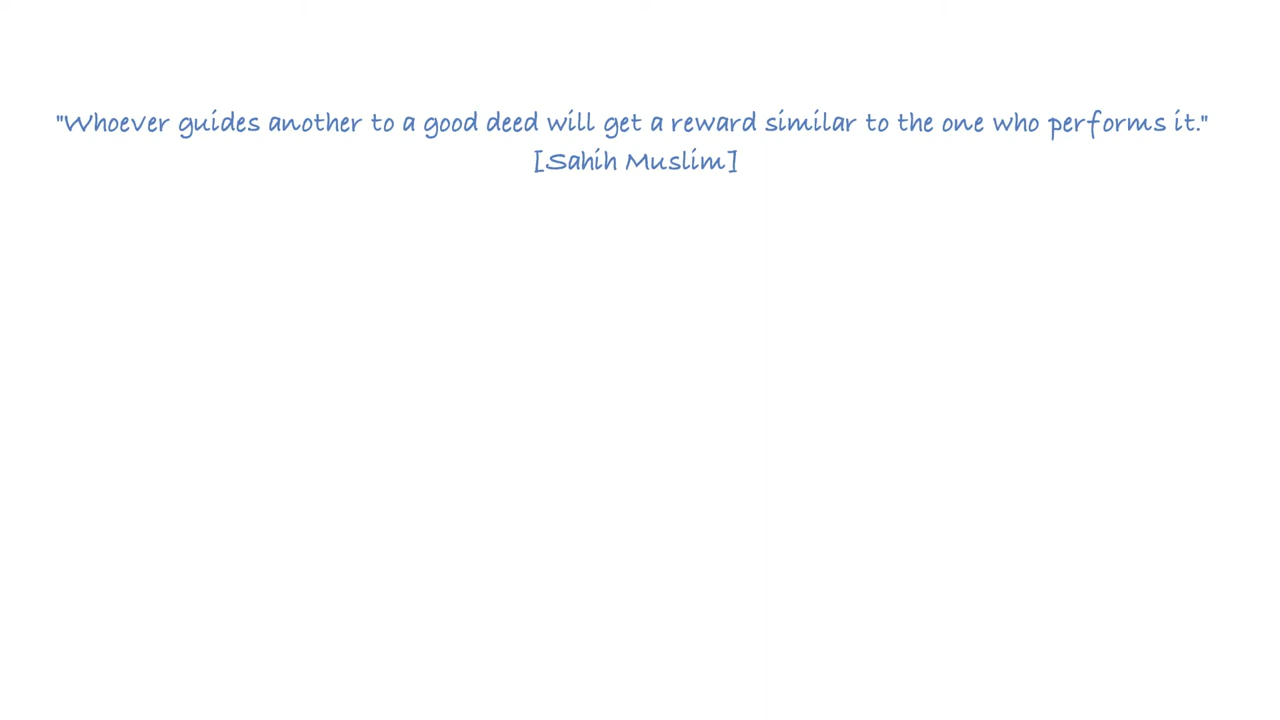 "Whoever guides another to a good deed will get a reward similar to the one who performs it."
[Sahih Muslim]